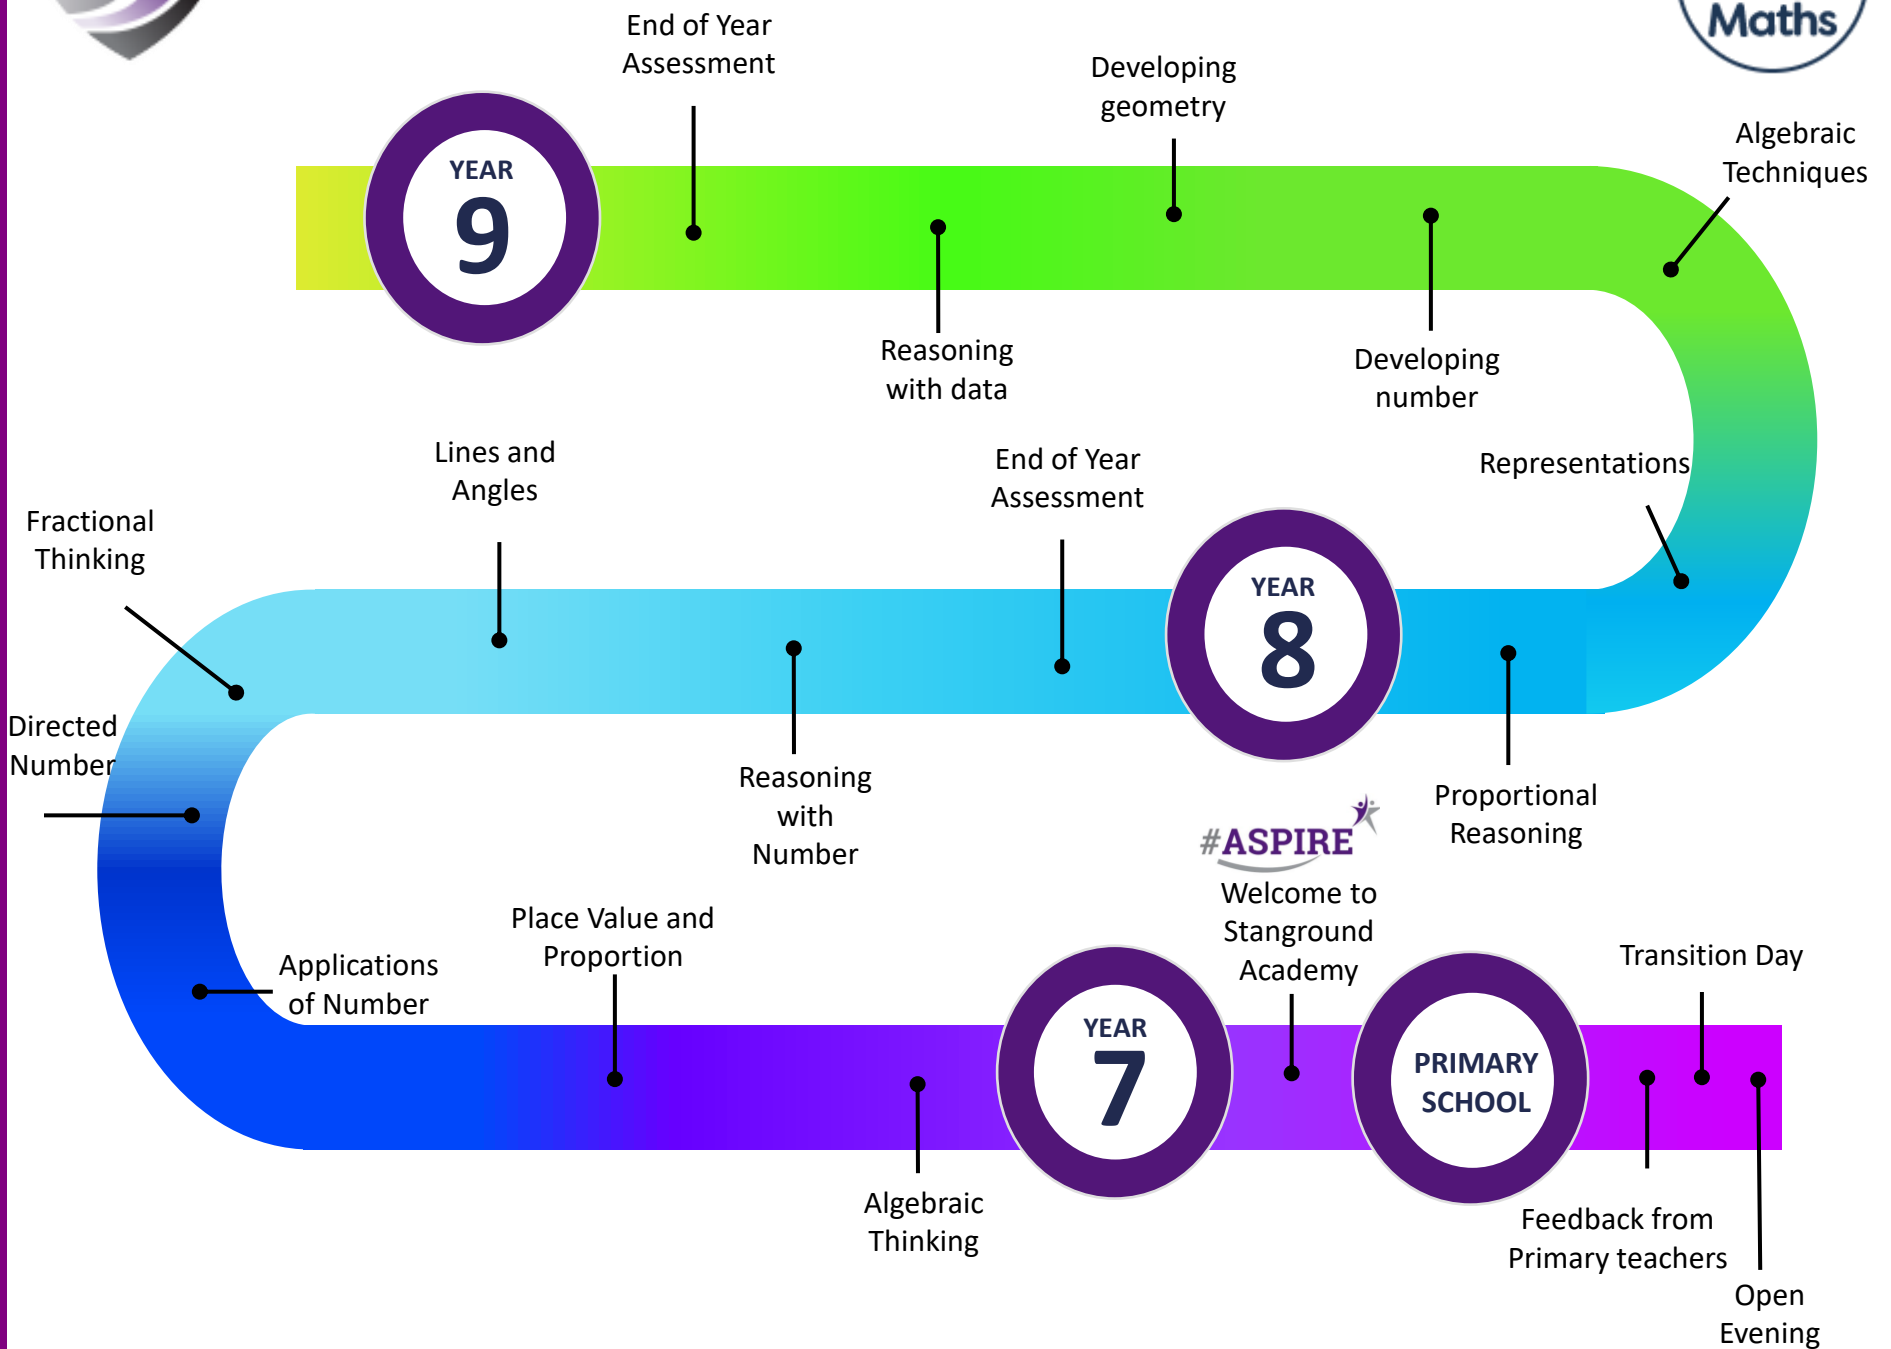 Maths
End of Year
Assessment
Developing
geometry
Algebraic
Techniques
YEAR
9
Reasoning
with data
Developing
number
Lines and
Angles
End of Year
Assessment
Representations
Fractional
Thinking
YEAR
8
Directed
Number
Reasoning
with
Number
Proportional
Reasoning
#ASPIRE
Welcome to
Stanground
Academy
Place Value and
Proportion
Applications
of Number
Transition Day
YEAR
7
PRIMARY
SCHOOL
Algebraic
Thinking
Feedback from
Primary teachers
Open
Evening